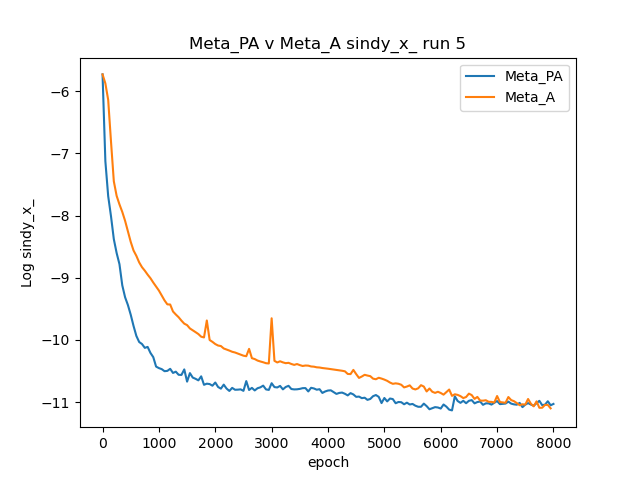 Meta_PA v Meta_A sindy_x_ run 5
Meta_PA
Meta_A
Log sindy_x_
−6
−7
−8
−9
−10
−11
0 1000 2000 3000 4000 5000 6000 7000 8000
epoch